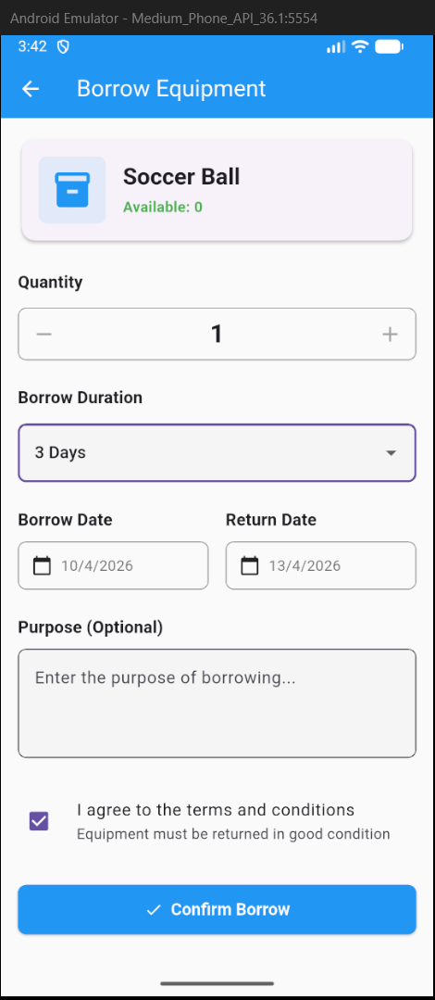 Android Emulator - Medium_Phone_API_36.1:5554
3:42
Borrow Equipment
Soccer Ball
Available: 0
Quantity
1
Borrow Duration
3 Days
Borrow Date Return Date
10/4/2026 13/4/2026
Purpose (Optional)
Enter the purpose of borrowing...
I agree to the terms and conditions
Equipment must be returned in good condition
Confirm Borrow